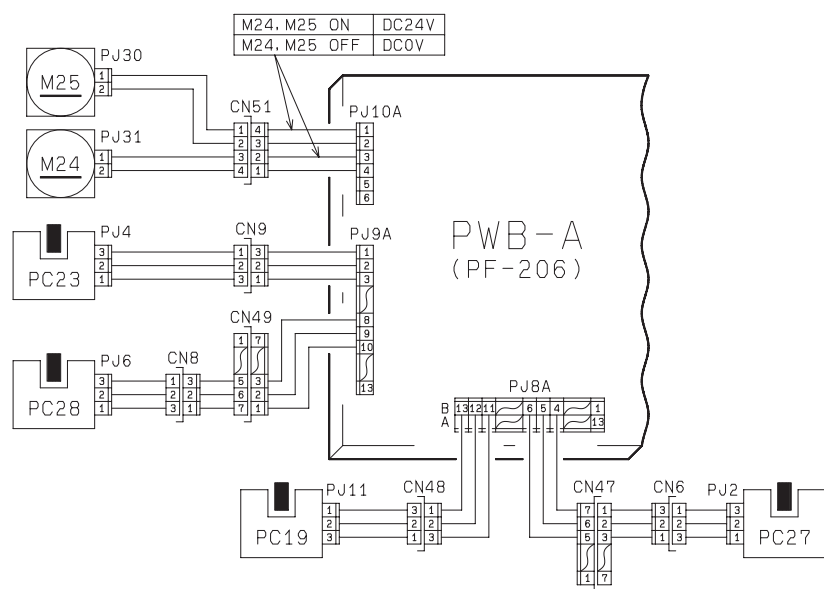 M24, M25 ON DC24V
M24, M25 OFF DC0V
PJ30
M25
1
2
CN51
1 4
2 3
3 2
4 1
PJ10A
1
2
3
4
5
6
PJ31
M24
1
2
PWB-A
(PF-206)
PJ4
PC23
3
2
1
CN9
1 3
2 2
3 1
PJ9A
1
2
3
8
9
10
13
CN49
1 7
5 3
6 2
7 1
PJ6
PC28
3
2
1
CN8
1 3
2 2
3 1
PJ8A
B 13 12 11 6 5 4 1
A 13
PJ11
PC19
1
2
3
CN48
3 1
2 2
1 3
CN47
7 1
6 2
5 3
1 7
CN6
3 1
2 2
1 3
PJ2
3
2
1
PC27